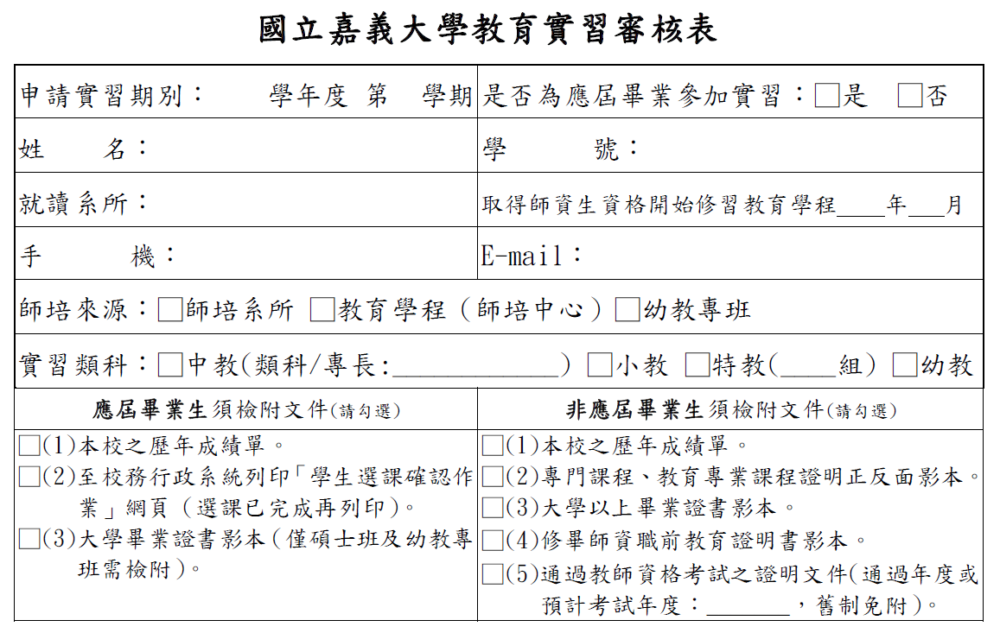 國立嘉義大學教育實習審核表
申請實習期別：　　學年度 第　學期
是否為應屆畢業參加實習：□是　□否
姓　　名：
學　　　號：
就讀系所：
取得師資生資格開始修習教育學程____年___月
手　　　機：
E-mail：
師培來源：□師培系所 □教育學程（師培中心）□幼教專班
實習類科：□中教(類科/專長:____________) □小教 □特教(____組) □幼教
應屆畢業生須檢附文件(請勾選)
□(1)本校之歷年成績單。
□(2)至校務行政系統列印「學生選課確認作
業」網頁（選課已完成再列印）。
□(3)大學畢業證書影本（僅碩士班及幼教專
班需檢附）。
非應屆畢業生須檢附文件(請勾選)
□(1)本校之歷年成績單。
□(2)專門課程、教育專業課程證明正反面影本。
□(3)大學以上畢業證書影本。
□(4)修畢師資職前教育證明書影本。
□(5)通過教師資格考試之證明文件（通過年度或
預計考試年度：______，舊制免附）。